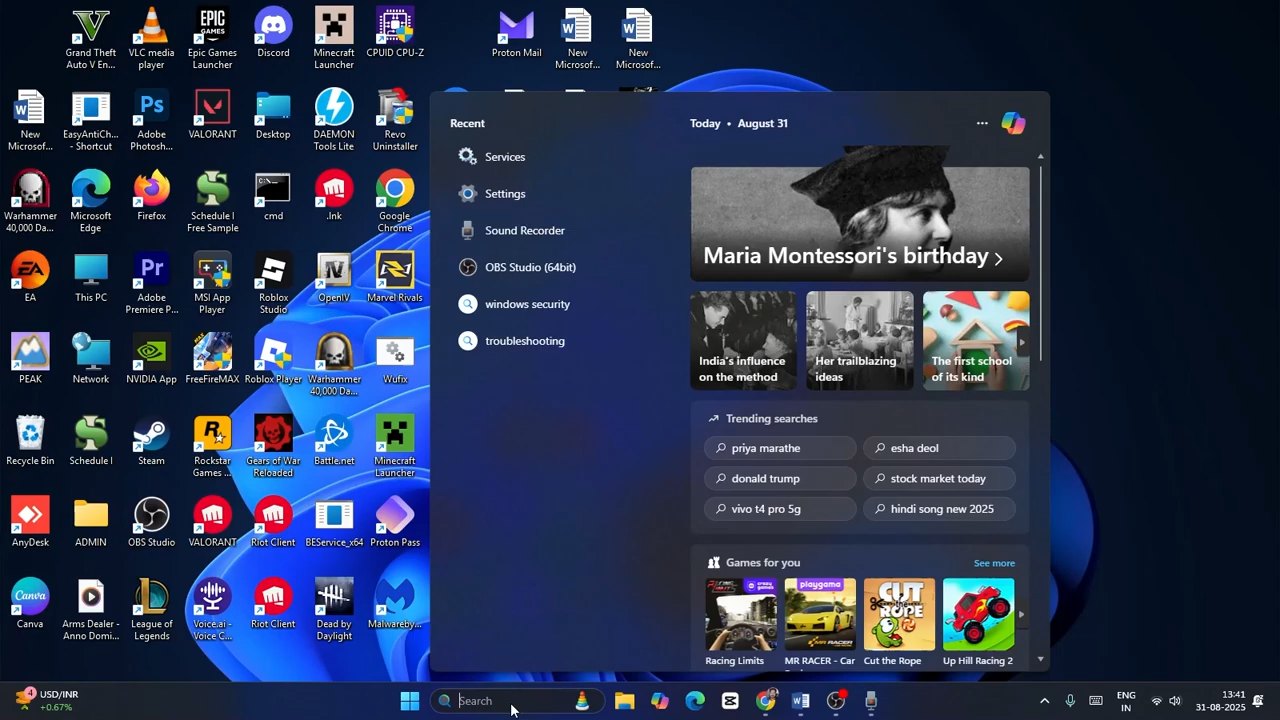 Grand Theft
Auto V En...
VLC media
player
EPIC
GAMES
Epic Games
Launcher
Discord
Minecraft
Launcher
CPUID CPU-Z
Proton Mail
New
Microsof...
New
Microsof...
New
Microsof...
EasyAntiCh...
- Shortcut
Ps
Adobe
Photosh...
VALORANT
Desktop
DAEMON
Tools Lite
Revo
Uninstaller
Warhammer
40,000 Da...
Microsoft
Edge
Firefox
Schedule I
Free Sample
cmd
.lnk
Google
Chrome
EA
EA
This PC
Pr
Adobe
Premiere P...
MSI App
Player
Roblox
Studio
IV
OpenIV
Marvel Rivals
PEAK
Network
NVIDIA App
FreeFireMAX
Roblox Player
Warhammer
40,000 Da...
Wufix
Recycle Bin
Schedule I
Steam
Rockstar
Games ...
Gears of War
Reloaded
Battle.net
Minecraft
Launcher
AnyDesk
ADMIN
OBS Studio
VALORANT
Riot Client
BEService_x64
Proton Pass
Canva
Canva
Arms Dealer -
Anno Domi...
League of
Legends
Voice.ai -
Voice C...
Riot Client
Dead by
Daylight
Malwareby...
Recent
Services
Settings
Sound Recorder
OBS Studio (64bit)
windows security
troubleshooting
Today • August 31
Maria Montessori's birthday
India's influence
on the method
Her trailblazing
ideas
The first school
of its kind
Trending searches
priya marathe
esha deol
donald trump
stock market today
vivo t4 pro 5g
hindi song new 2025
Games for you
See more
crazy
games
playgama
CUT
ROPE
Racing Limits
MR RACER - Car
Cut the Rope
Up Hill Racing 2
4
USD/INR
+0.67%
Search
ENG
IN
13:41
31-08-2025